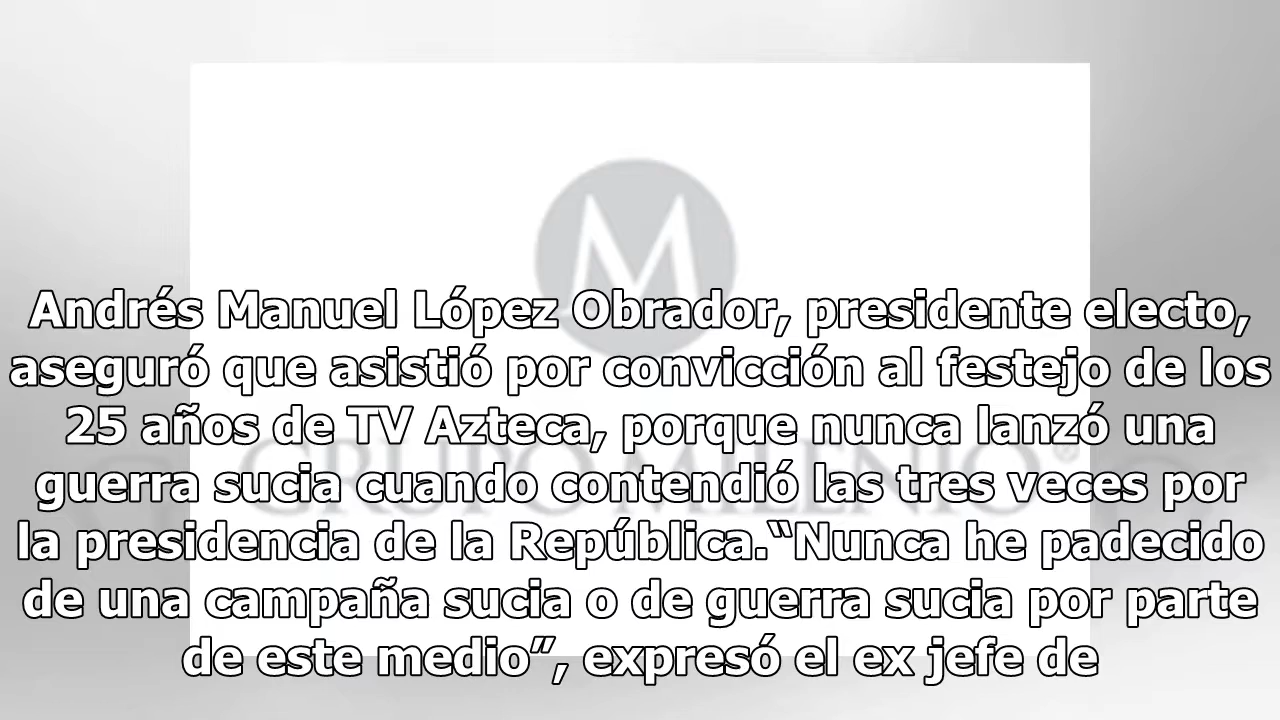 M
Andrés Manuel López Obrador, presidente electo,
aseguró que asistió por convicción al festejo de los
25 años de TV Azteca, porque nunca lanzó una
GRUPO MILENIO®
guerra sucia cuando contendió las tres veces por
la presidencia de la República.“Nunca he padecido
de una campaña sucia o de guerra sucia por parte
de este medio”, expresó el ex jefe de